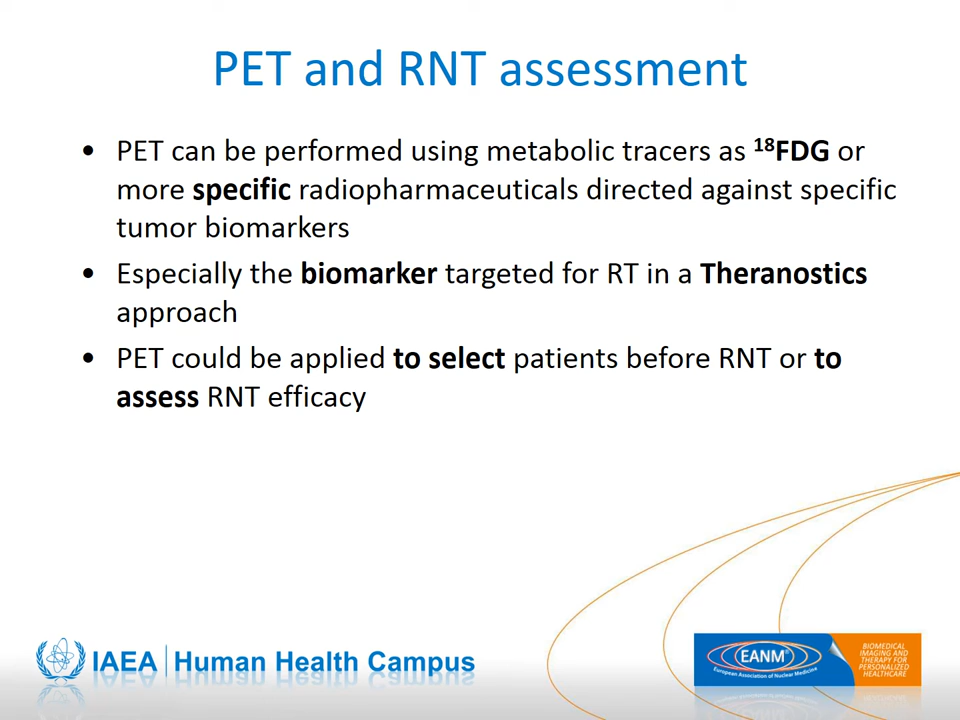 PET and RNT assessment
• PET can be performed using metabolic tracers as ¹⁸FDG or
more specific radiopharmaceuticals directed against specific
tumor biomarkers
• Especially the biomarker targeted for RT in a Theranostics
approach
• PET could be applied to select patients before RNT or to
assess RNT efficacy
IAEA | Human Health Campus
EANM®
European Association of Nuclear Medicine
BIOMEDICAL
IMAGING AND
THERAPY FOR
PERSONALIZED
HEALTHCARE